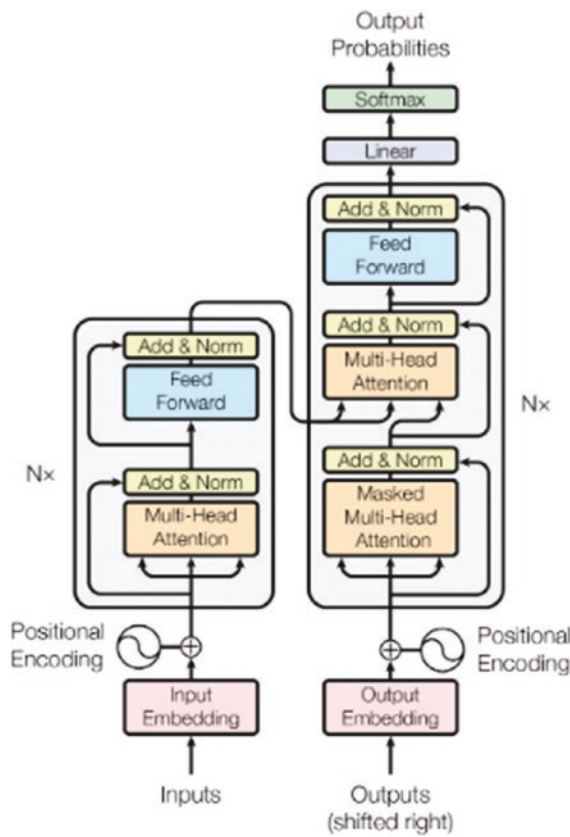 Output
Probabilities
Softmax
Linear
Add & Norm
Feed
Forward
Add & Norm
Multi-Head
Attention
Add & Norm
Masked
Multi-Head
Attention
Nx
Add & Norm
Feed
Forward
Add & Norm
Multi-Head
Attention
Nx
Positional
Encoding
Input
Embedding
Inputs
Positional
Encoding
Output
Embedding
Outputs
(shifted right)